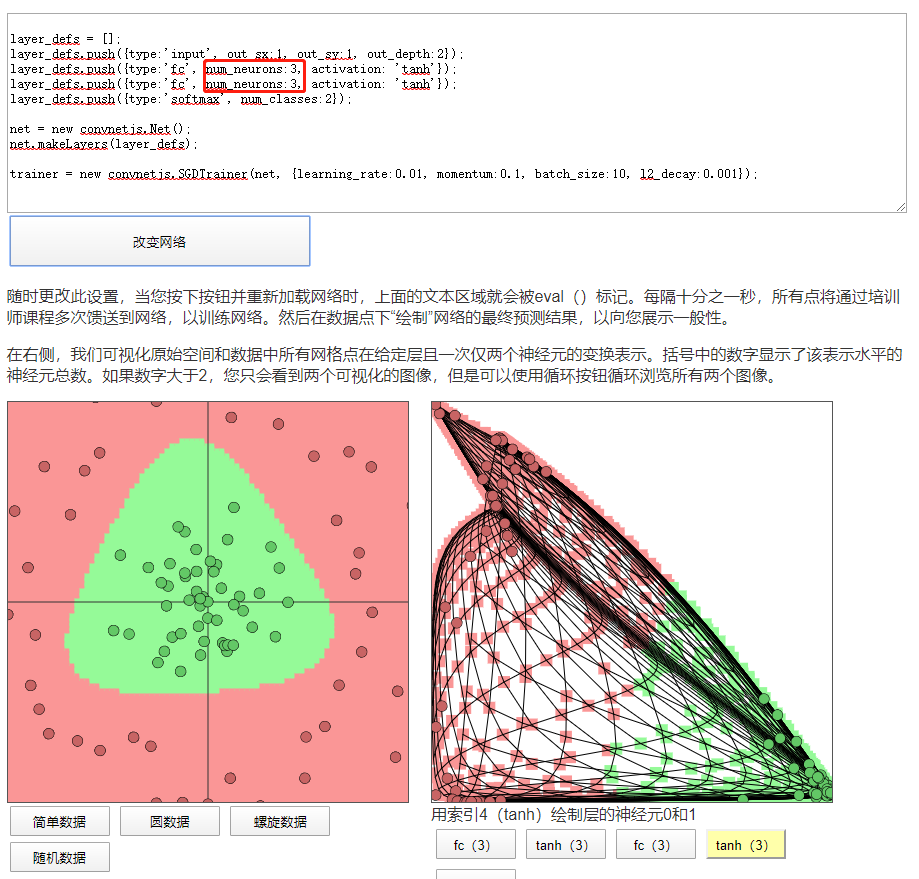 layer_defs = [];
layer_defs.push({type:'input', out_sx:1, out_sy:1, out_depth:2});
layer_defs.push({type:'fc', num_neurons:3, activation: 'tanh'});
layer_defs.push({type:'fc', num_neurons:3, activation: 'tanh'});
layer_defs.push({type:'softmax', num_classes:2});
net = new convnetjs.Net();
net.makeLayers(layer_defs);
trainer = new convnetjs.SGDTrainer(net, {learning_rate:0.01, momentum:0.1, batch_size:10, l2_decay:0.001});
改变网络
随时更改此设置，当您按下按钮并重新加载网络时，上面的文本区域就会被eval（）标记。每隔十分之一秒，所有点将通过培训
师课程多次馈送到网络，以训练网络。然后在数据点下“绘制”网络的最终预测结果，以向您展示一般性。
在右侧，我们可视化原始空间和数据中所有网格点在给定层且一次仅两个神经元的变换表示。括号中的数字显示了该表示水平的
神经元总数。如果数字大于2，您只会看到两个可视化的图像，但是可以使用循环按钮循环浏览所有两个图像。
简单数据
圆数据
螺旋数据
随机数据
用索引4（tanh）绘制层的神经元0和1
fc（3）
tanh（3）
fc（3）
tanh（3）